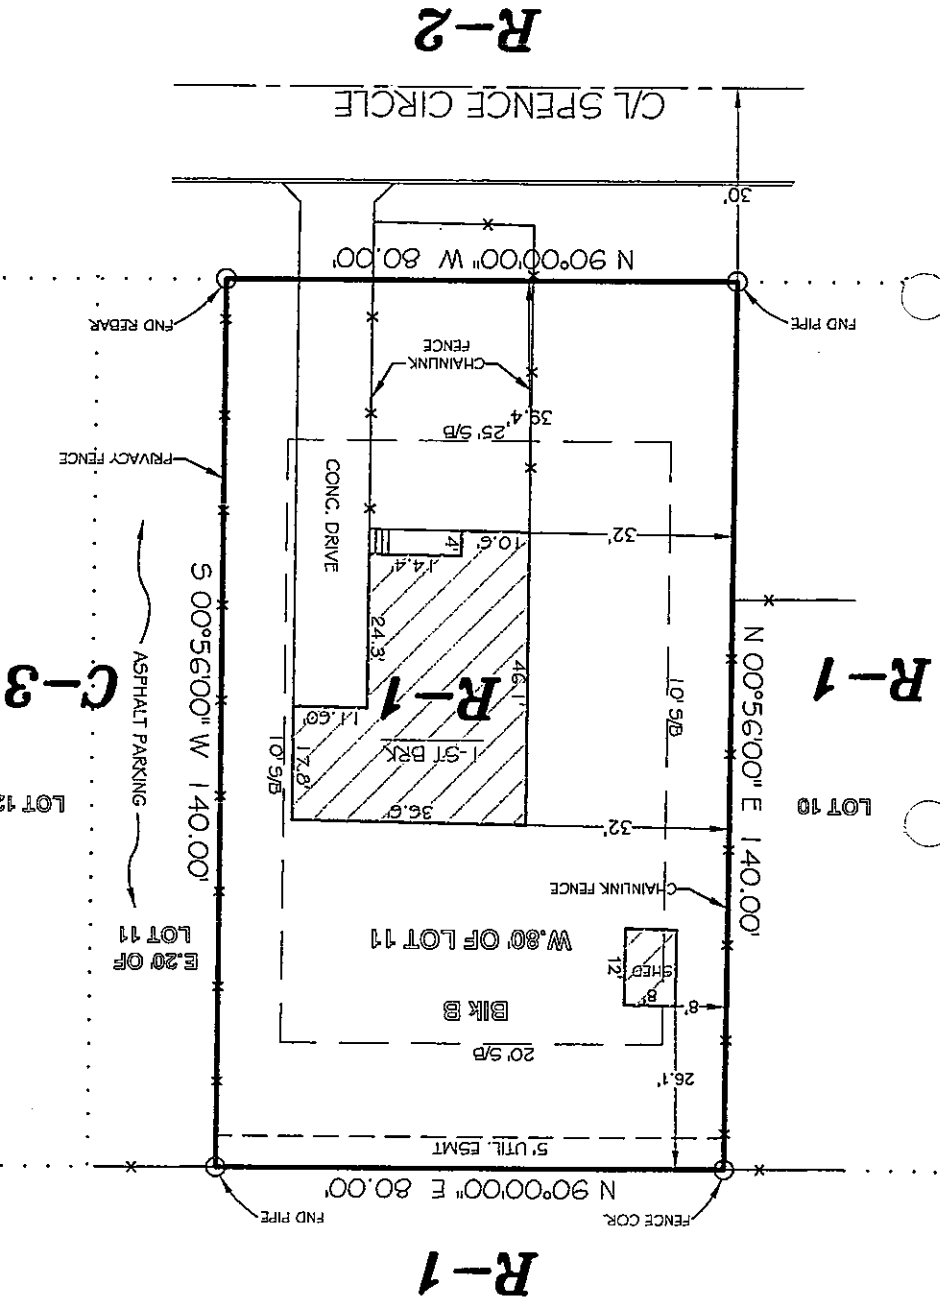 R-1
FENCE COR.
FND PIPE
N 90°00'00" E 80.00'
5' UTIL. ESMT
26.1'
20' S/B
Blk B
8'
8'
SHED
12'
W.80' OF LOT 11
E.20' OF
LOT 11
CHAINLINK FENCE
32'
36.6'
LOT 10
ASPHALT PARKING
N 00°56'00" E 140.00'
S 00°56'00" W 140.00'
10' S/B
10' S/B
17.8'
1-ST BRK
11.60'
R-1
R-1
C-3
46.1'
24.3'
14.4'
4'
10.6'
32'
CONC. DRIVE
PRIVACY FENCE
25' S/B
39.4'
CHAINLINK
FENCE
FND PIPE
FND REBAR
N 90°00'00" W 80.00'
30'
C/L SPENCE CIRCLE
R-2